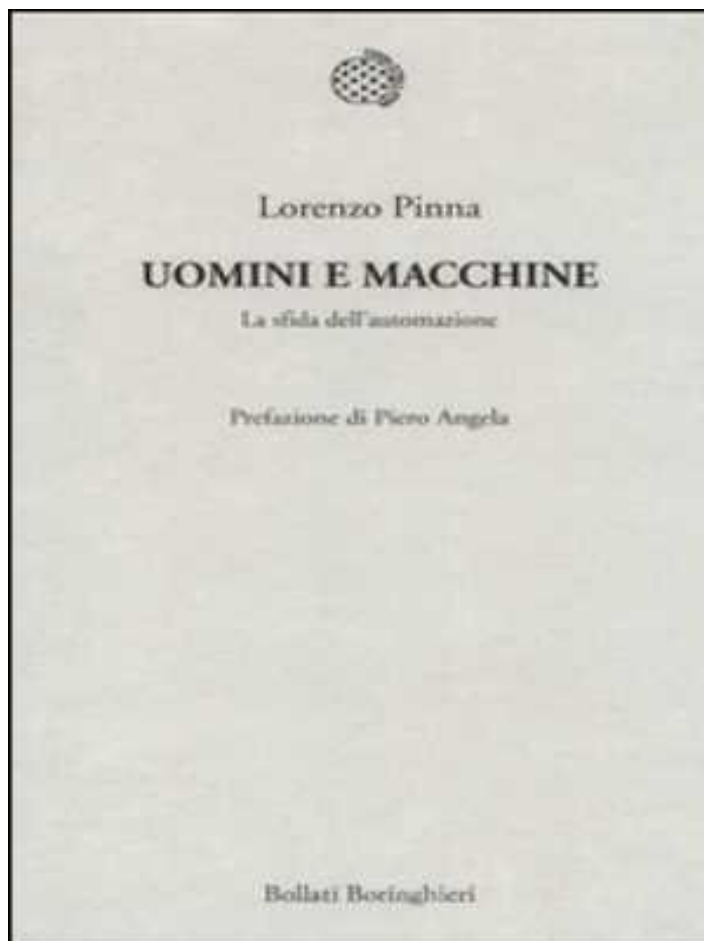 Lorenzo Pinna
UOMINI E MACCHINE
La sfida dell'automazione
Prefazione di Piero Angela
Bollati Boringhieri